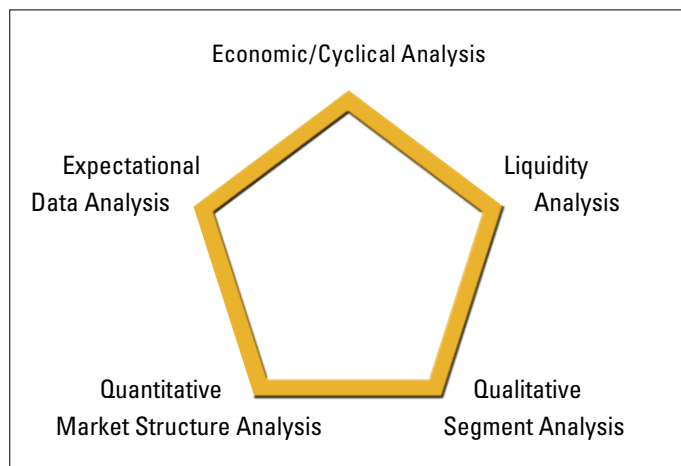 Economic/Cyclical Analysis
Expectational
Data Analysis
Liquidity
Analysis
Quantitative
Market Structure Analysis
Qualitative
Segment Analysis